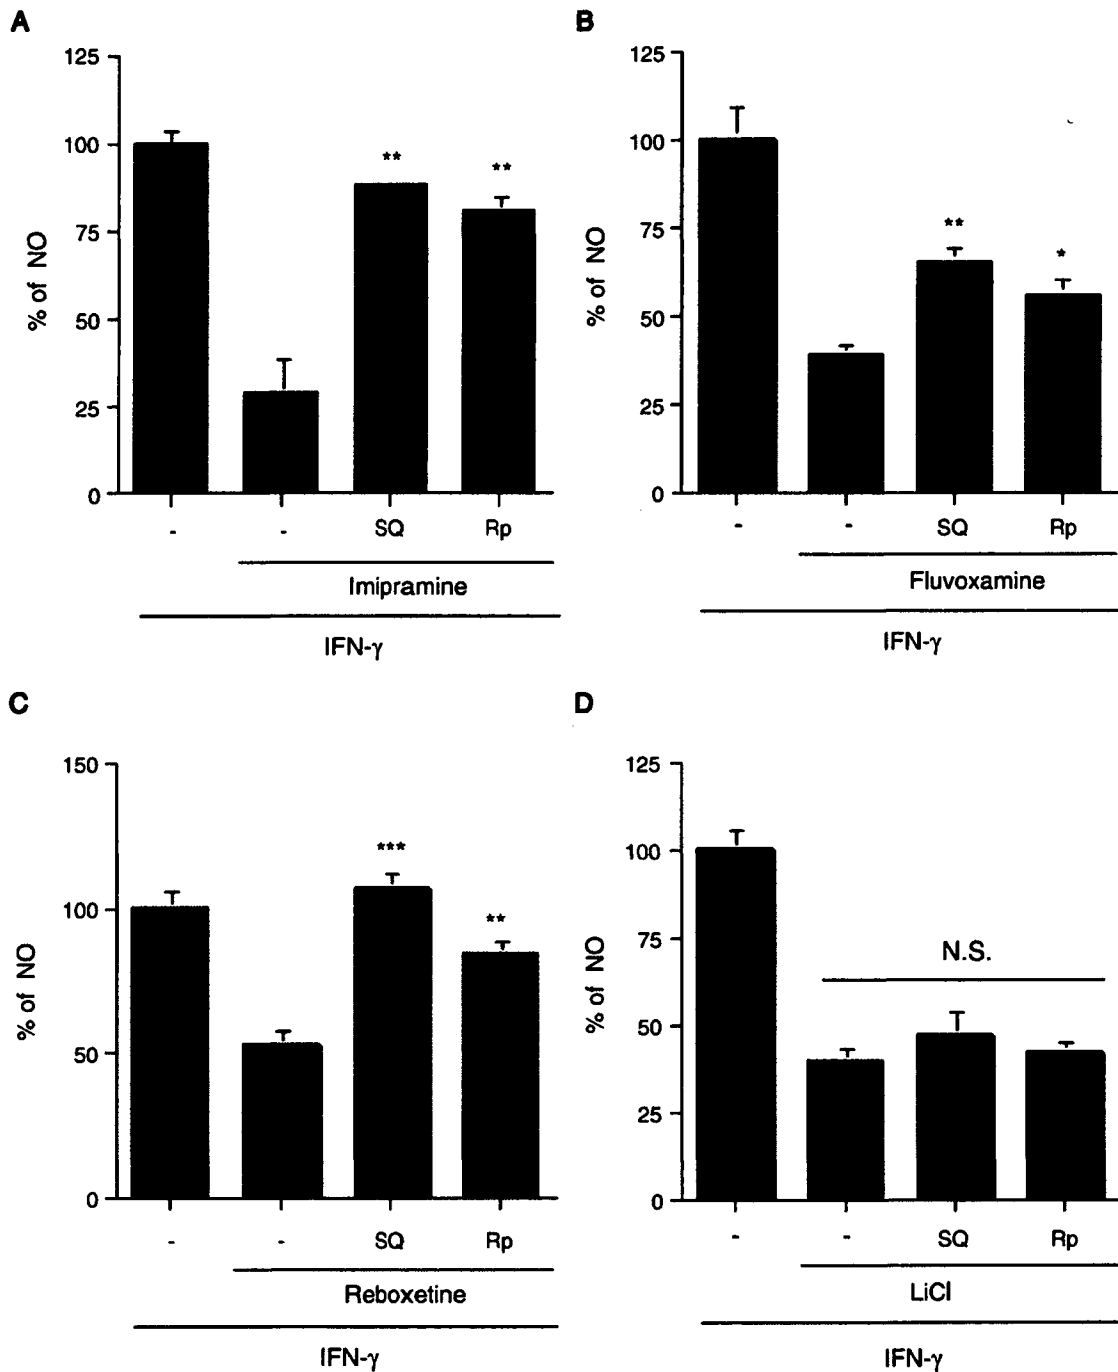 A
125
100
75
50
25
0
% of NO
**
**
-
-
SQ
Rp
Imipramine
IFN-γ
B
125
100
75
50
25
0
% of NO
**
*
-
-
SQ
Rp
Fluvoxamine
IFN-γ
C
150
100
50
0
% of NO
***
**
-
-
SQ
Rp
Reboxetine
IFN-γ
D
125
100
75
50
25
0
% of NO
N.S.
-
-
SQ
Rp
LiCl
IFN-γ